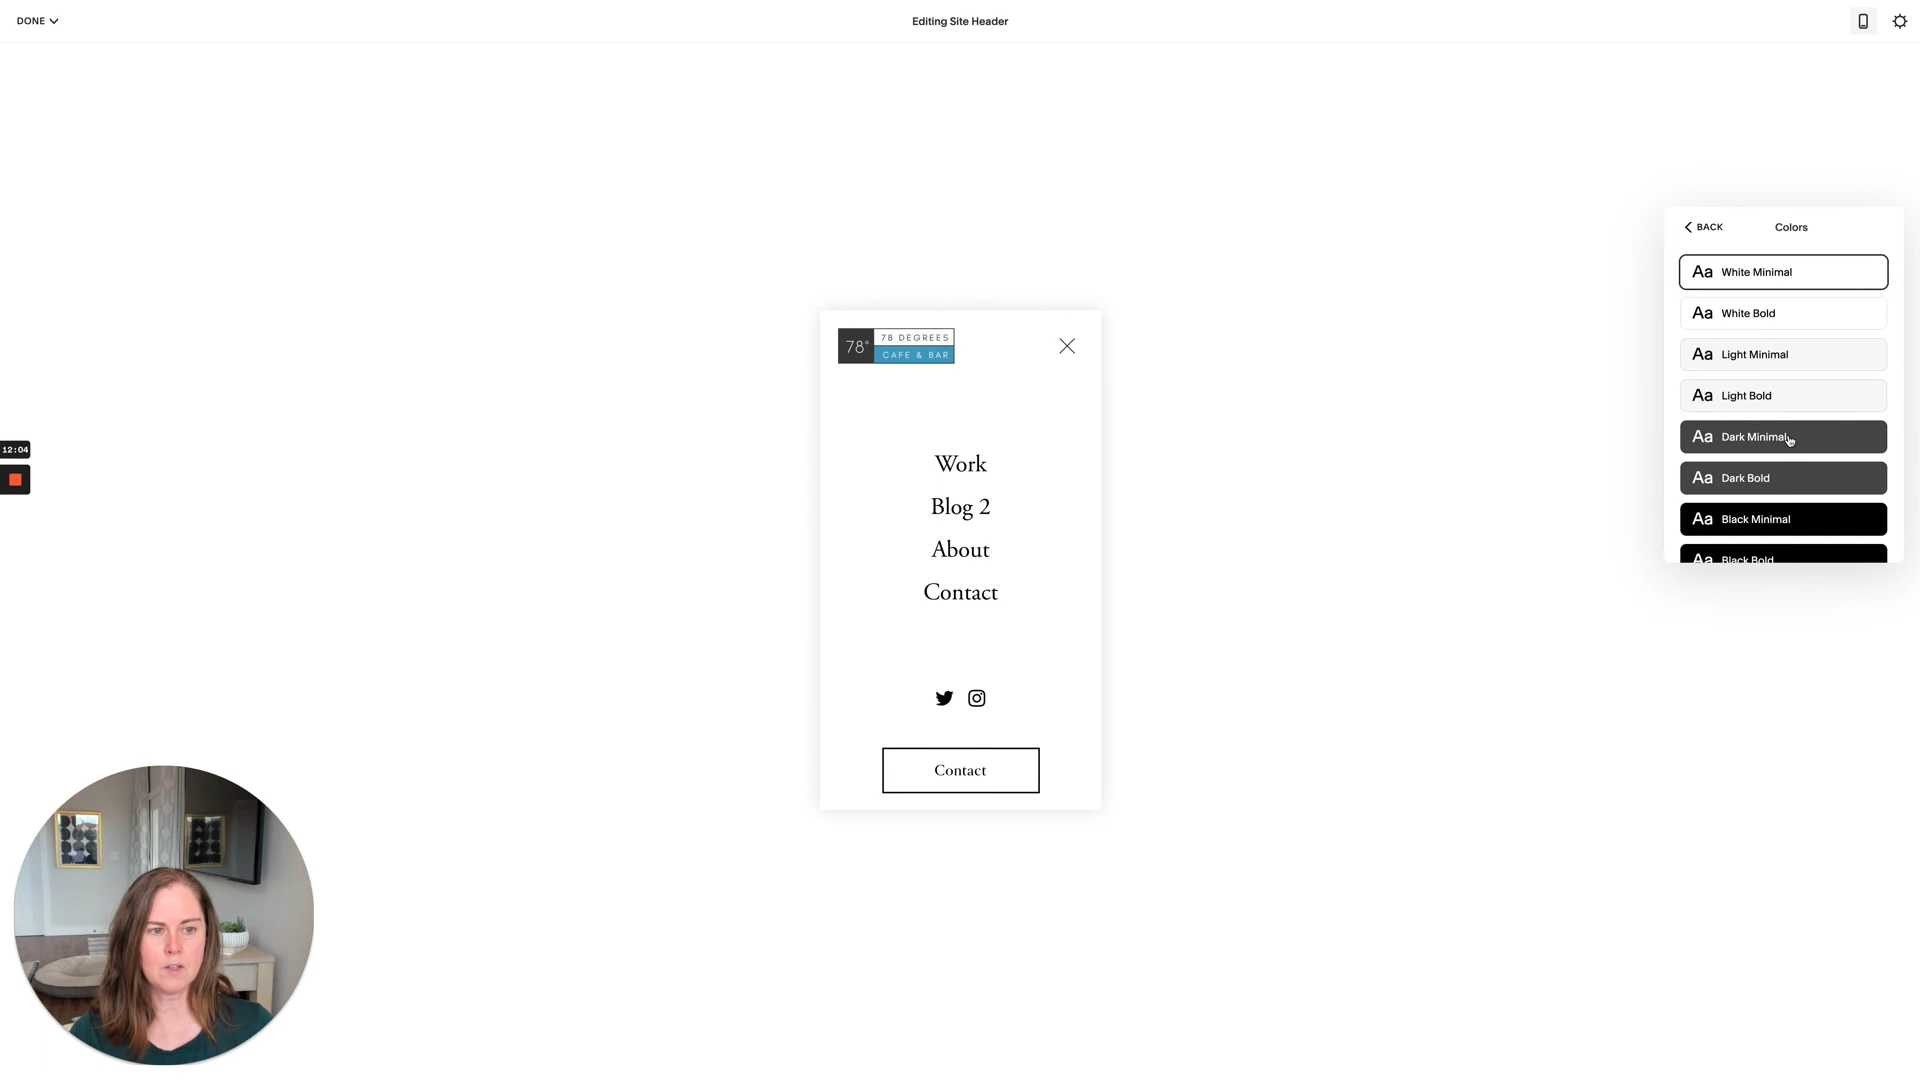 DONE
Editing Site Header
BACK
Colors
Aa White Minimal
Aa White Bold
Aa Light Minimal
Aa Light Bold
Aa Dark Minimal
Aa Dark Bold
Aa Black Minimal
Aa Black Bold
78°
78 DEGREES
CAFE & BAR
Work
Blog 2
About
Contact
Contact
12:04